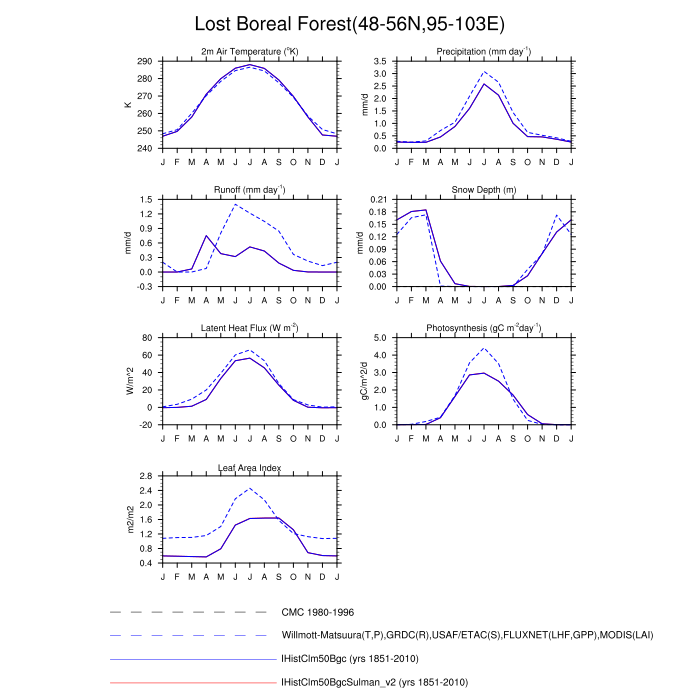 Lost Boreal Forest(48-56N,95-103E)
2m Air Temperature (°K)
290
280
270
260
250
240
K
J F M A M J J A S O N D J
Precipitation (mm day-1)
3.5
3.0
2.5
2.0
1.5
1.0
0.5
0.0
mm/d
J F M A M J J A S O N D J
Runoff (mm day-1)
1.5
1.2
0.9
0.6
0.3
0.0
-0.3
mm/d
J F M A M J J A S O N D J
Snow Depth (m)
0.21
0.18
0.15
0.12
0.09
0.06
0.03
0.00
mm/d
J F M A M J J A S O N D J
Latent Heat Flux (W m-2)
80
60
40
20
0
-20
W/m^2
J F M A M J J A S O N D J
Photosynthesis (gC m-2day-1)
5.0
4.0
3.0
2.0
1.0
0.0
gC/m^2/d
J F M A M J J A S O N D J
Leaf Area Index
2.8
2.4
2.0
1.6
1.2
0.8
0.4
m2/m2
J F M A M J J A S O N D J
CMC 1980-1996
Willmott-Matsuura(T,P),GRDC(R),USAF/ETAC(S),FLUXNET(LHF,GPP),MODIS(LAI)
IHistClm50Bgc (yrs 1851-2010)
IHistClm50BgcSulman_v2 (yrs 1851-2010)